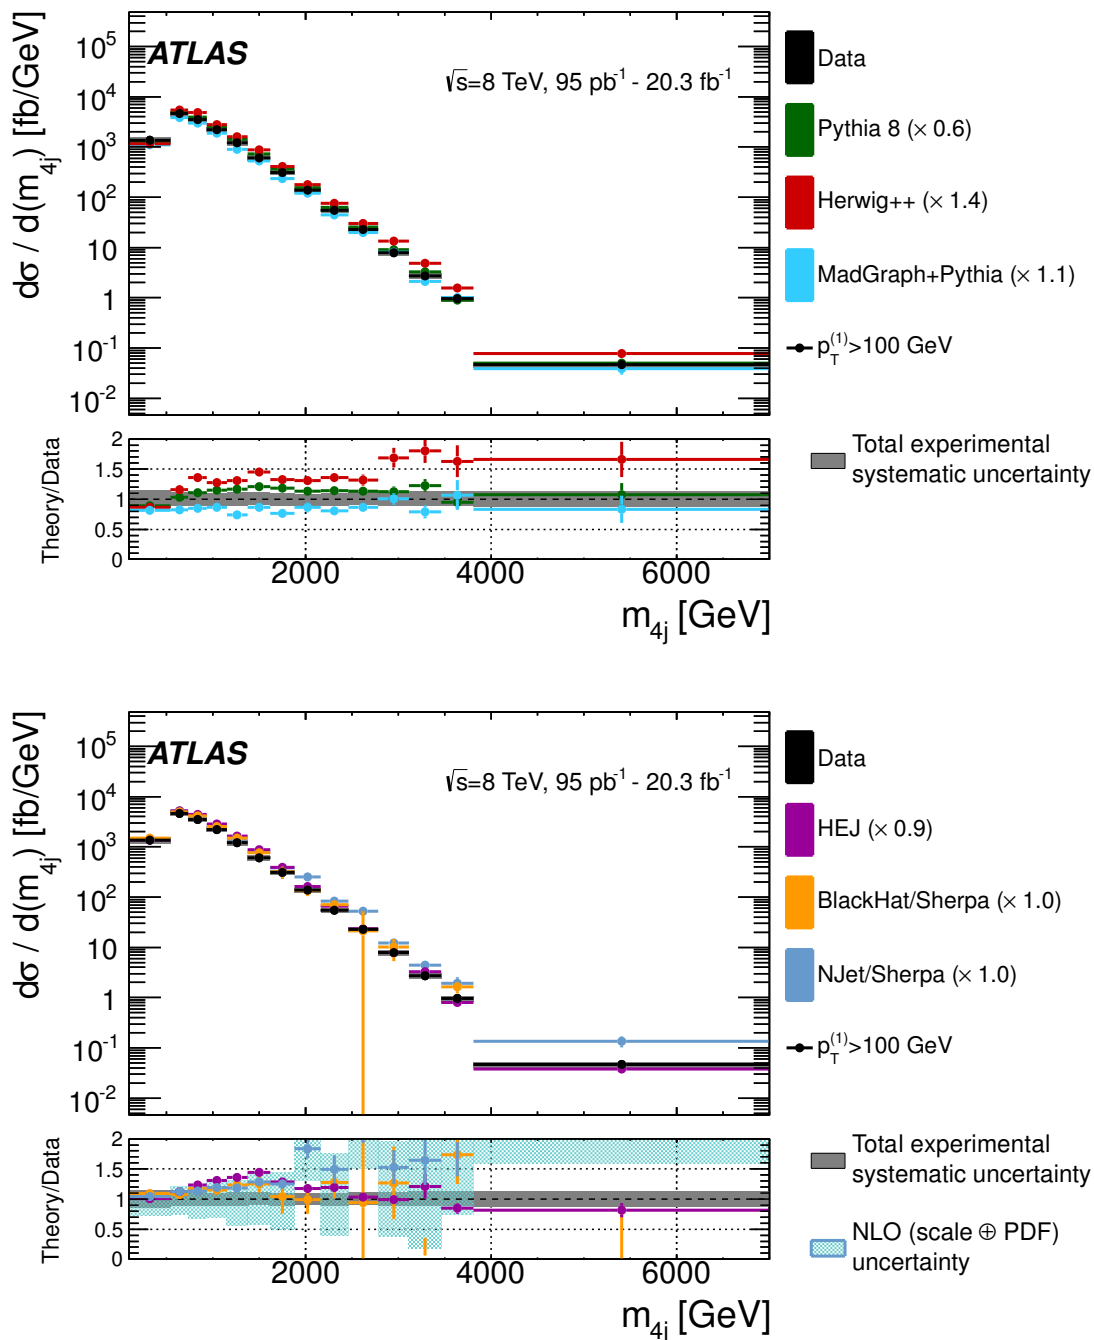 ATLAS
√s=8 TeV, 95 pb⁻¹ - 20.3 fb⁻¹
dσ / d(m₄ⱼ) [fb/GeV]
10⁵
10⁴
10³
10²
10
1
10⁻¹
10⁻²
Data
Pythia 8 (× 0.6)
Herwig++ (× 1.4)
MadGraph+Pythia (× 1.1)
p_T^(1)>100 GeV
Theory/Data
2
1.5
1
0.5
0
2000 4000 6000
m₄ⱼ [GeV]
Total experimental
systematic uncertainty
ATLAS
√s=8 TeV, 95 pb⁻¹ - 20.3 fb⁻¹
dσ / d(m₄ⱼ) [fb/GeV]
10⁵
10⁴
10³
10²
10
1
10⁻¹
10⁻²
Data
HEJ (× 0.9)
BlackHat/Sherpa (× 1.0)
NJet/Sherpa (× 1.0)
p_T^(1)>100 GeV
Theory/Data
2
1.5
1
0.5
0
2000 4000 6000
m₄ⱼ [GeV]
Total experimental
systematic uncertainty
NLO (scale ⊕ PDF)
uncertainty